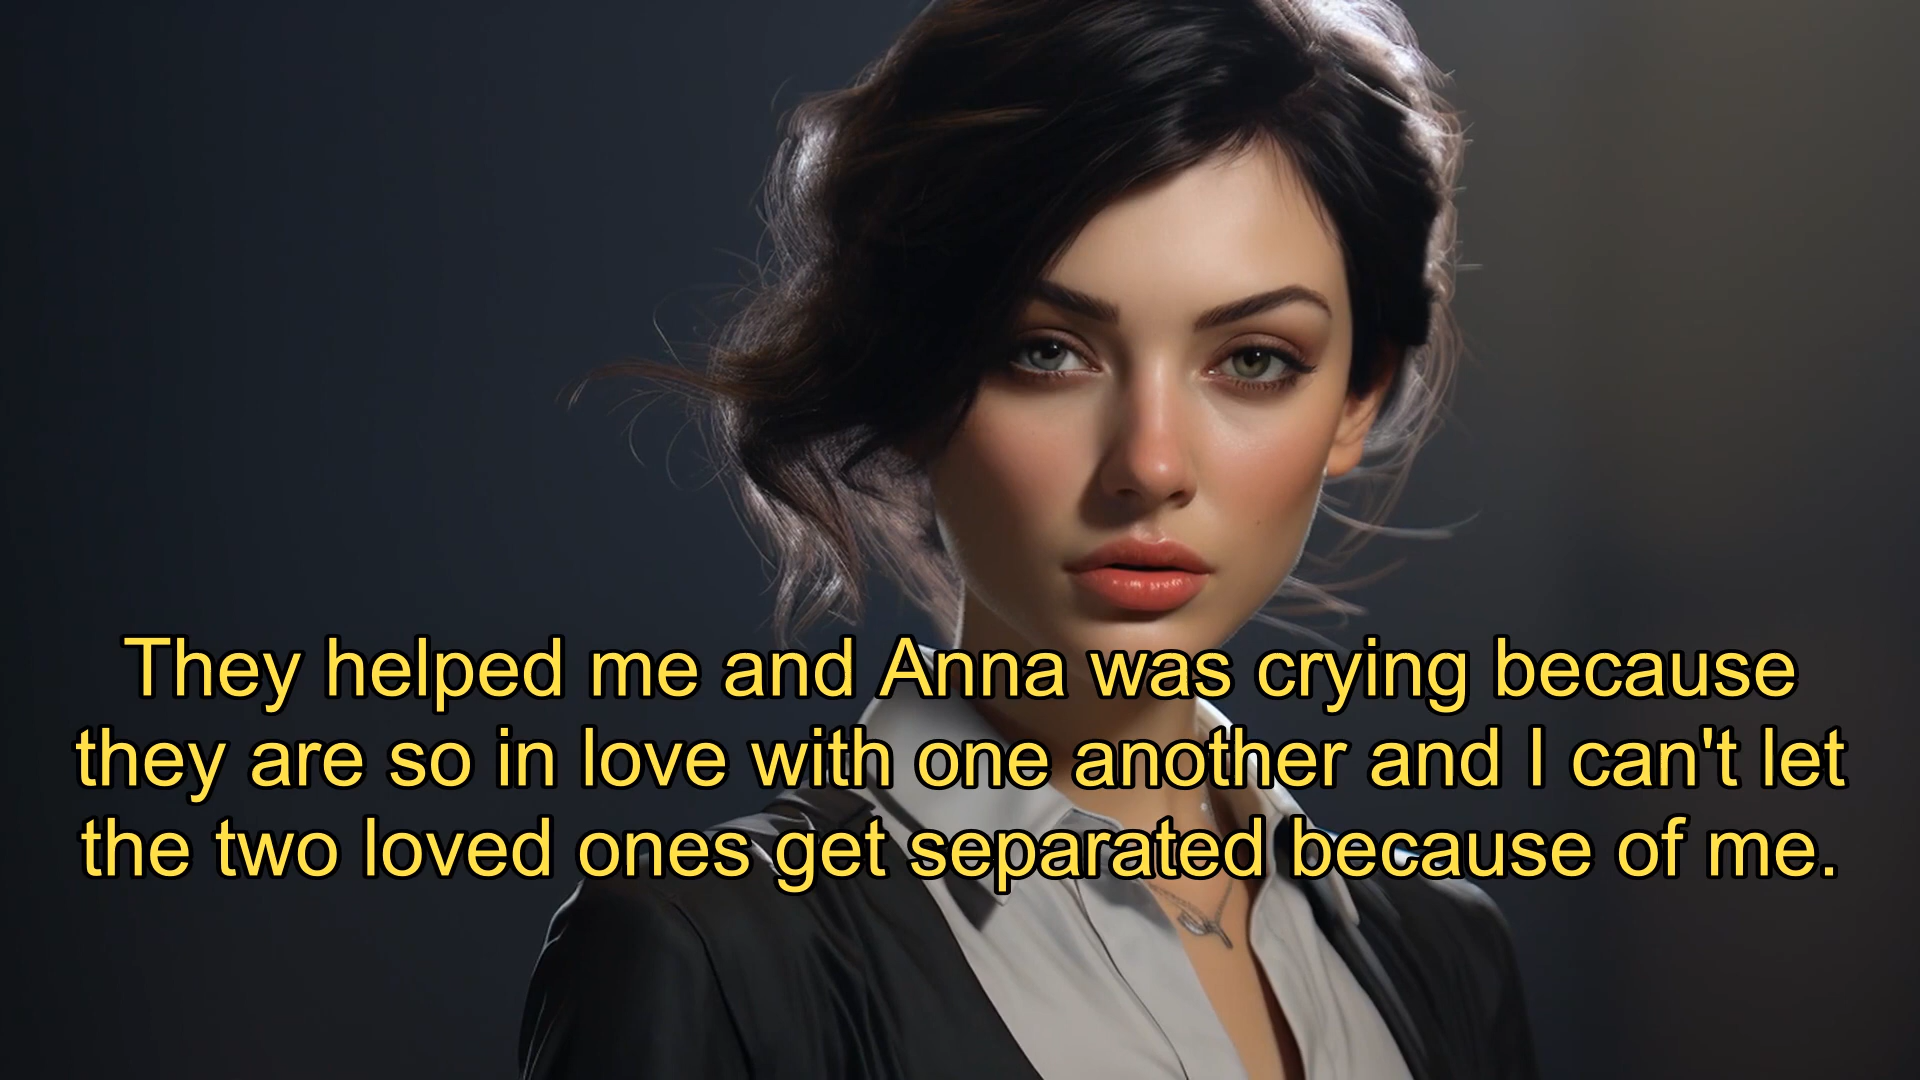 They helped me and Anna was crying because
they are so in love with one another and I can't let
the two loved ones get separated because of me.